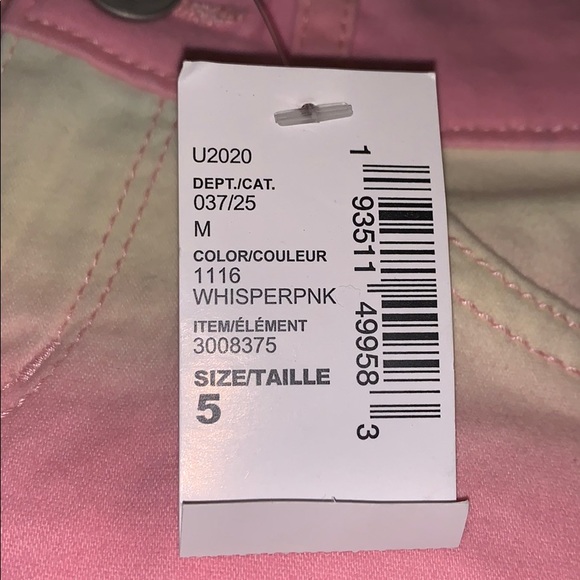 U2020
DEPT./CAT.
037/25
M
COLOR/COULEUR
1116
WHISPERPNK
ITEM/ÉLÉMENT
3008375
SIZE/TAILLE
5
1 93511 49958 3